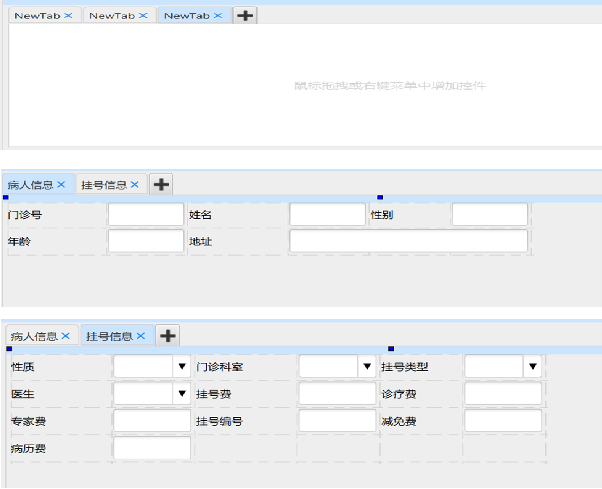 NewTab × NewTab × NewTab ×
鼠标拖拽或右键菜单中增加控件
病人信息 × 挂号信息 ×
门诊号 姓名 性别
年龄 地址
病人信息 × 挂号信息 ×
性质 门诊科室 挂号类型
医生 挂号费 诊疗费
专家费 挂号编号 减免费
病历费